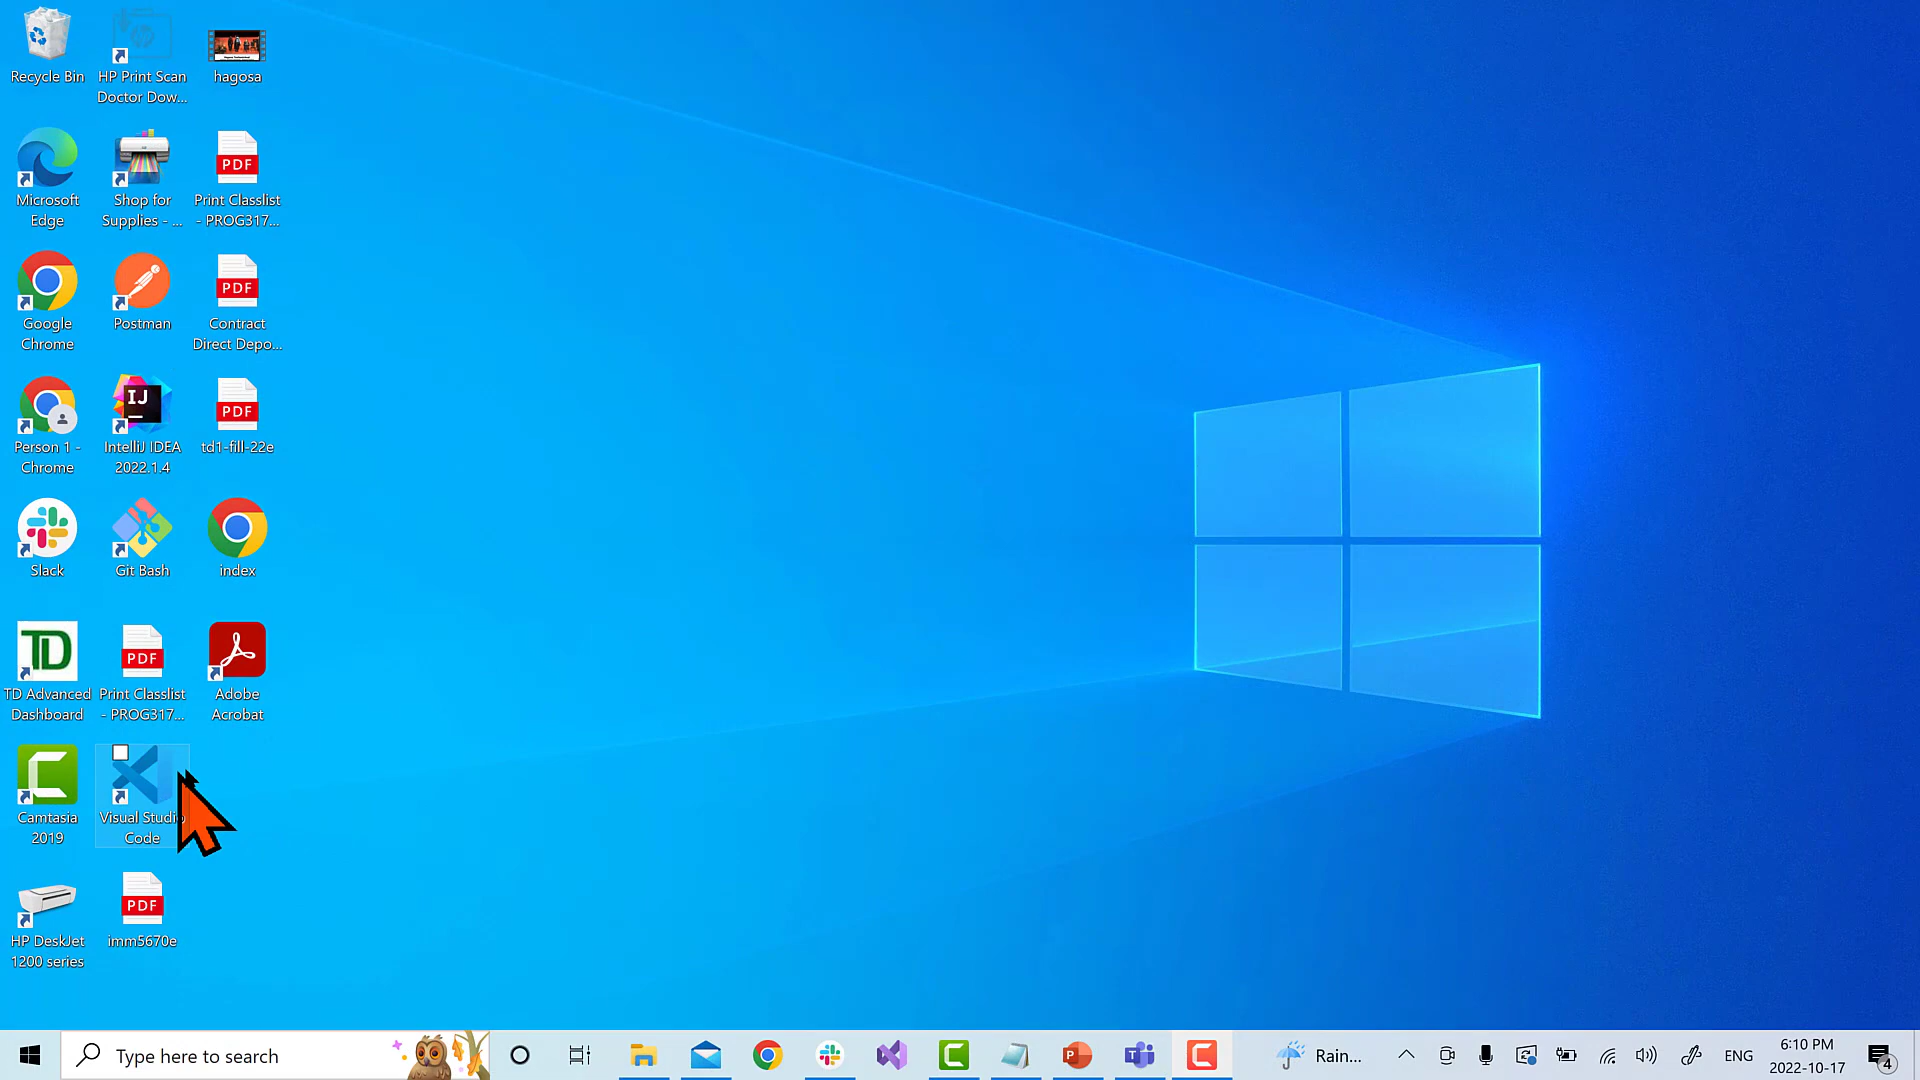 Recycle Bin
HP Print Scan
Doctor Dow...
hagosa
PDF
Microsoft
Edge
Shop for
Supplies - ...
Print Classlist
- PROG317...
PDF
Google
Chrome
Postman
Contract
Direct Depo...
IJ
PDF
Person 1 -
Chrome
IntelliJ IDEA
2022.1.4
td1-fill-22e
Slack
Git Bash
index
TD
PDF
TD Advanced
Dashboard
Print Classlist
- PROG317...
Adobe
Acrobat
Camtasia
2019
Visual Studio
Code
PDF
HP DeskJet
1200 series
imm5670e
Type here to search
Rain...
ENG
6:10 PM
2022-10-17
4